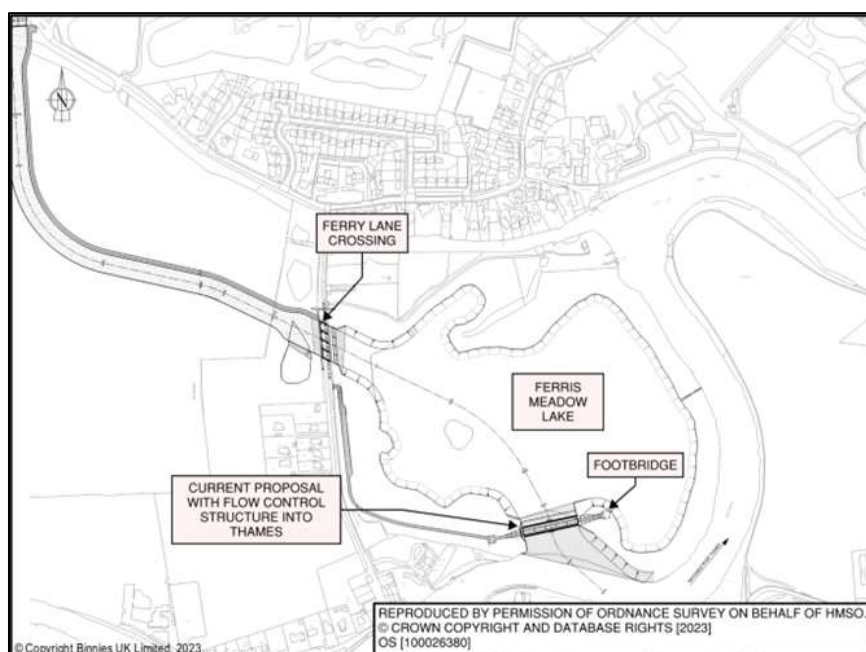 N
FERRY LANE
CROSSING
FERRIS
MEADOW
LAKE
FOOTBRIDGE
CURRENT PROPOSAL
WITH FLOW CONTROL
STRUCTURE INTO
THAMES
REPRODUCED BY PERMISSION OF ORDNANCE SURVEY ON BEHALF OF HMSO.
© CROWN COPYRIGHT AND DATABASE RIGHTS [2023]
OS [100026380]
© Copyright Binnies UK Limited, 2023